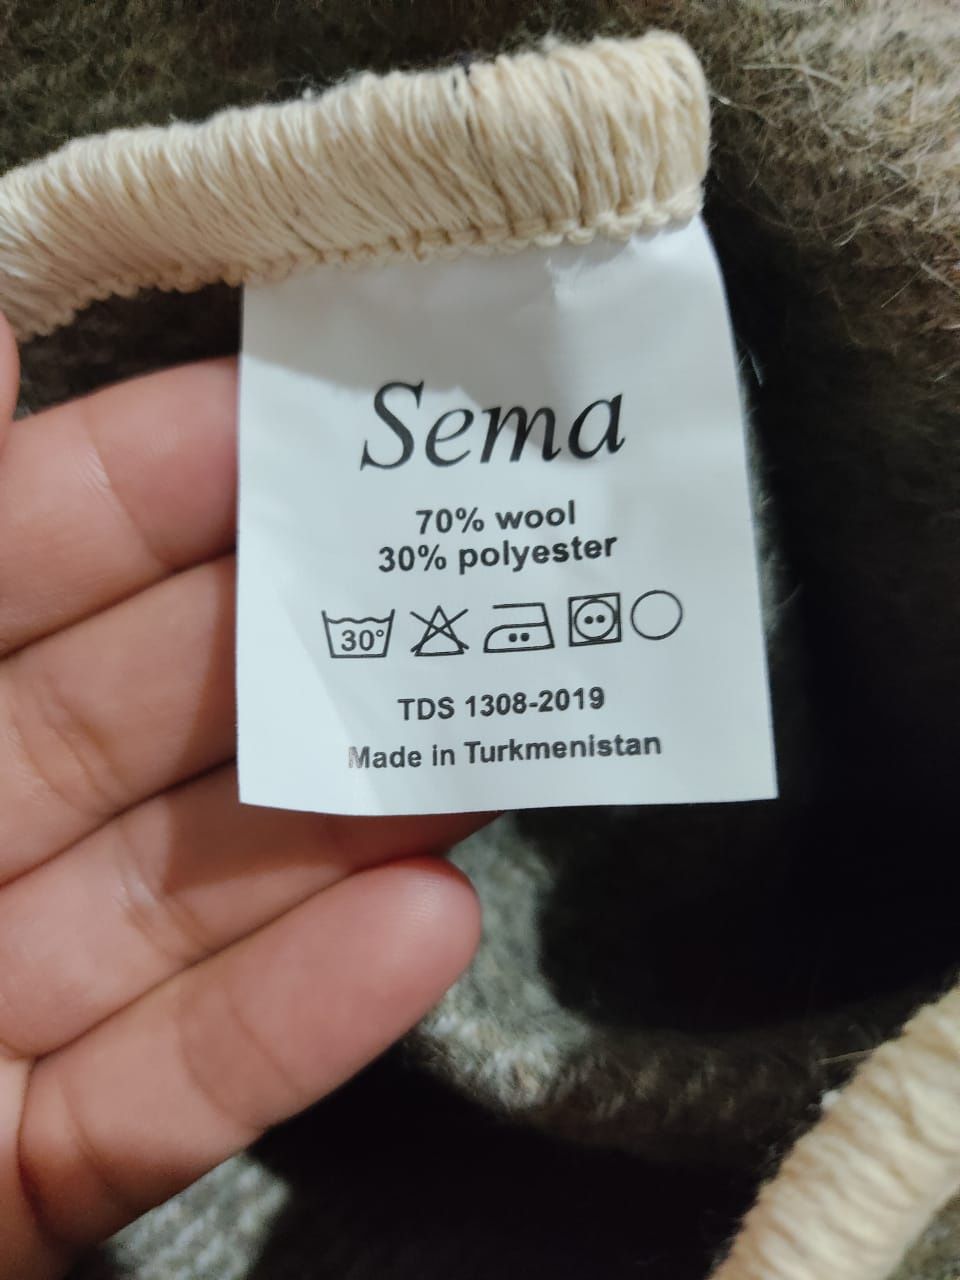 Sema
70% wool
30% polyester
30°
TDS 1308-2019
Made in Turkmenistan